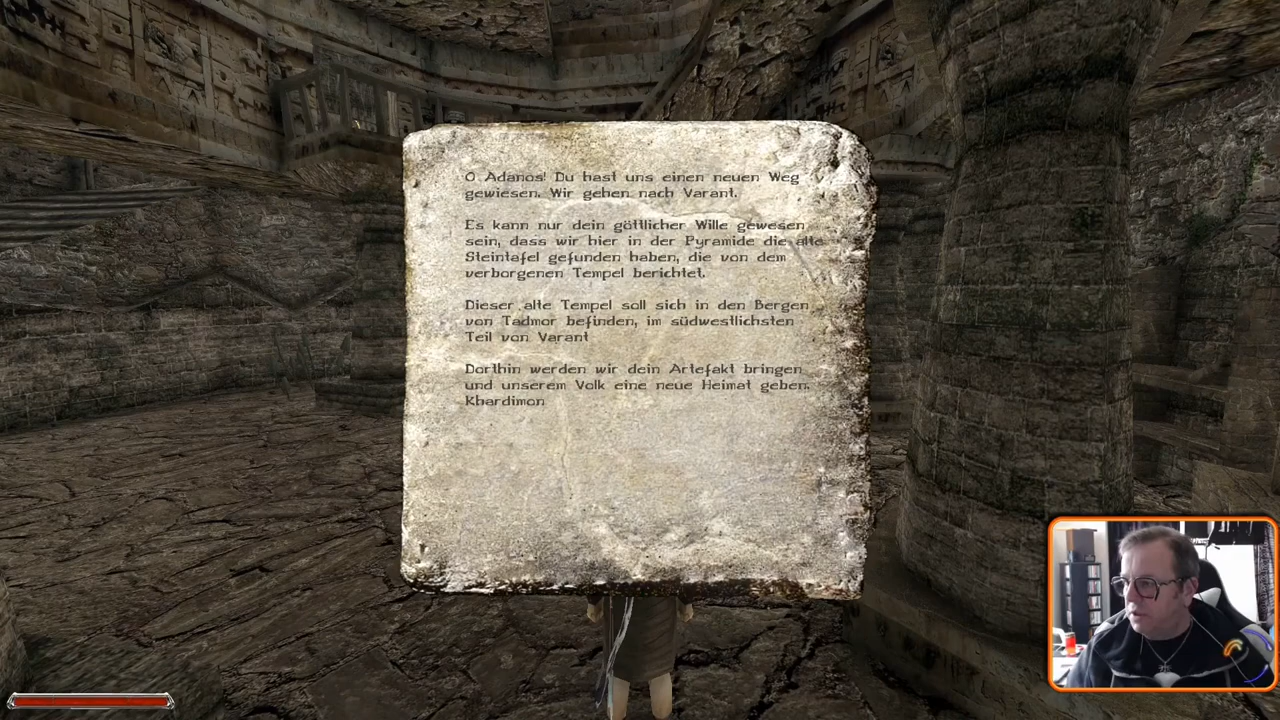 O Adanos! Du hast uns einen neuen Weg
gewiesen. Wir gehen nach Varant.
Es kann nur dein göttlicher Wille gewesen
sein, dass wir hier in der Pyramide die alte
Steintafel gefunden haben, die von dem
verborgenen Tempel berichtet.
Dieser alte Tempel soll sich in den Bergen
von Tadmor befinden, im südwestlichsten
Teil von Varant
Dorthin werden wir dein Artefakt bringen
und unserem Volk eine neue Heimat geben.
Khardimon